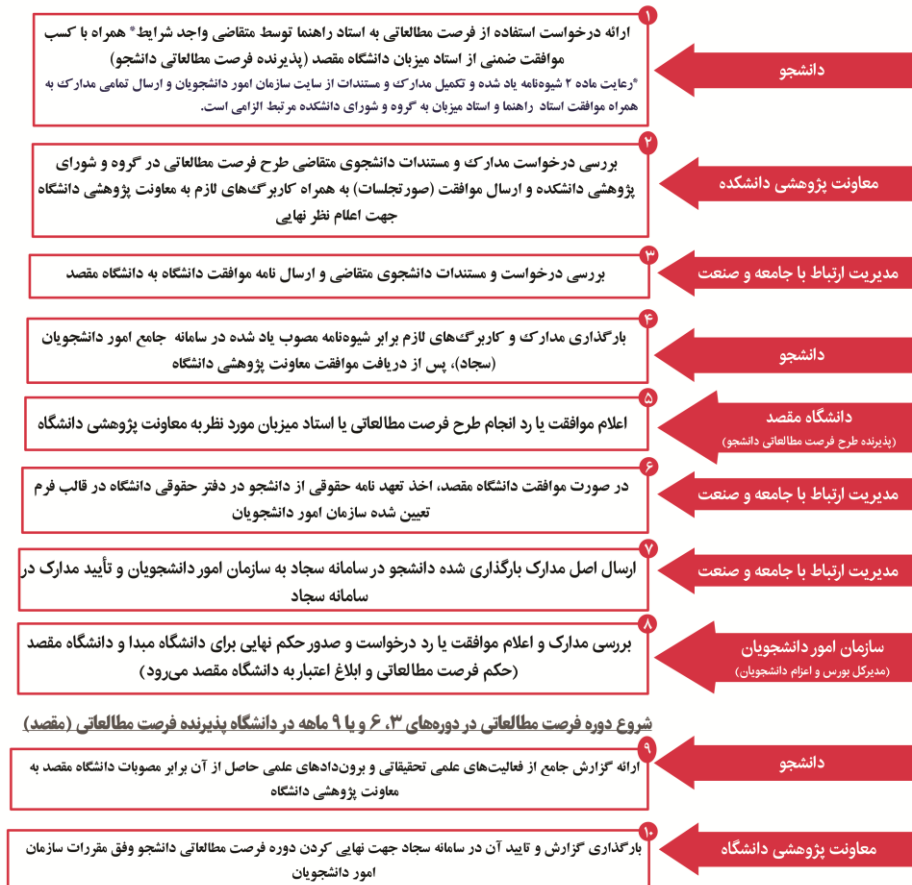 ۱
ارائه درخواست استفاده از فرصت مطالعاتی به استاد راهنما توسط متقاضی واجد شرایط* همراه با کسب
موافقت ضمنی از استاد میزبان دانشگاه مقصد (پذیرنده فرصت مطالعاتی دانشجو)
*رعایت ماده ۲ شیوه‌نامه یاد شده و تکمیل مدارک و مستندات از سایت سازمان امور دانشجویان و ارسال تمامی مدارک به
همراه موافقت استاد راهنما و استاد میزبان به گروه و شورای دانشکده مرتبط الزامی است.
دانشجو
۲
بررسی درخواست مدارک و مستندات دانشجوی متقاضی طرح فرصت مطالعاتی در گروه و شورای
پژوهشی دانشکده و ارسال موافقت (صورتجلسات) به همراه کاربرگ‌های لازم به معاونت پژوهشی دانشگاه
جهت اعلام نظر نهایی
معاونت پژوهشی دانشکده
۳
بررسی درخواست و مستندات دانشجوی متقاضی و ارسال نامه موافقت دانشگاه به دانشگاه مقصد
مدیریت ارتباط با جامعه و صنعت
۴
بارگذاری مدارک و کاربرگ‌های لازم برابر شیوه‌نامه مصوب یاد شده در سامانه جامع امور دانشجویان
(سجاد)، پس از دریافت موافقت معاونت پژوهشی دانشگاه
دانشجو
۵
اعلام موافقت یا رد انجام طرح فرصت مطالعاتی یا استاد میزبان مورد نظر به معاونت پژوهشی دانشگاه
دانشگاه مقصد
(پذیرنده طرح فرصت مطالعاتی دانشجو)
۶
در صورت موافقت دانشگاه مقصد، اخذ تعهد نامه حقوقی از دانشجو در دفتر حقوقی دانشگاه در قالب فرم
تعیین شده سازمان امور دانشجویان
مدیریت ارتباط با جامعه و صنعت
۷
ارسال اصل مدارک بارگذاری شده دانشجو در سامانه سجاد به سازمان امور دانشجویان و تأیید مدارک در
سامانه سجاد
مدیریت ارتباط با جامعه و صنعت
۸
بررسی مدارک و اعلام موافقت یا رد درخواست و صدور حکم نهایی برای دانشگاه مبدا و دانشگاه مقصد
(حکم فرصت مطالعاتی و ابلاغ اعتبار به دانشگاه مقصد می‌رود)
سازمان امور دانشجویان
(مدیرکل بورس و اعزام دانشجویان)
شروع دوره فرصت مطالعاتی در دوره‌های ۳، ۶ و یا ۹ ماهه در دانشگاه پذیرنده فرصت مطالعاتی (مقصد)
۹
ارائه گزارش جامع از فعالیت‌های علمی تحقیقاتی و برون‌دادهای علمی حاصل از آن برابر مصوبات دانشگاه مقصد به
معاونت پژوهشی دانشگاه
دانشجو
۱۰
بارگذاری گزارش و تایید آن در سامانه سجاد جهت نهایی کردن دوره فرصت مطالعاتی دانشجو وفق مقررات سازمان
امور دانشجویان
معاونت پژوهشی دانشگاه